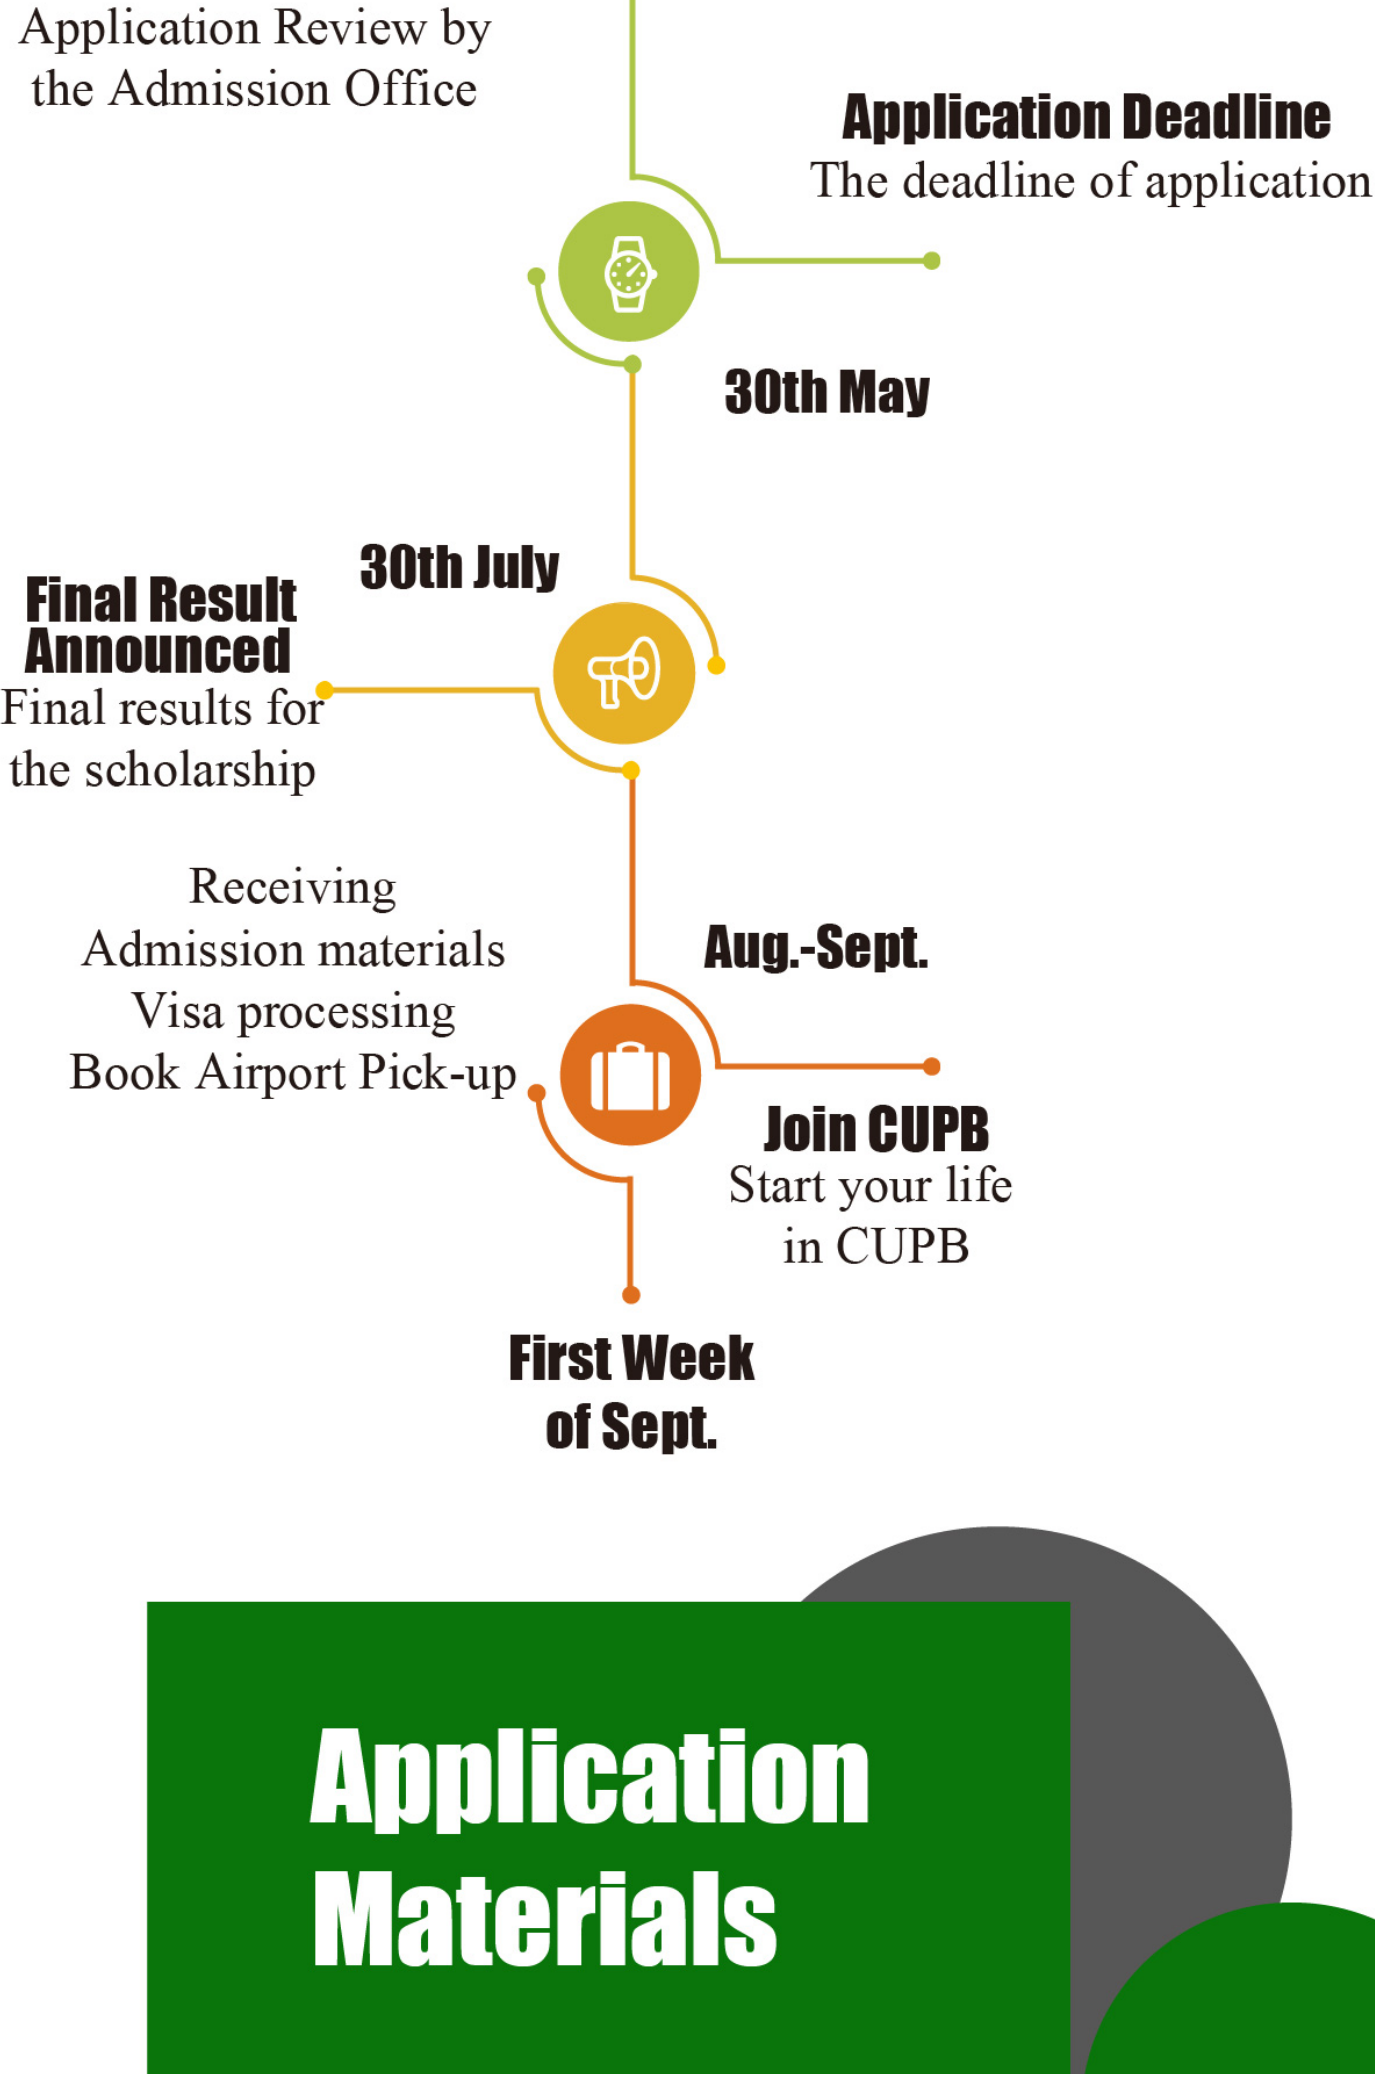 Application Review by
the Admission Office
Application Deadline
The deadline of application
30th May
30th July
Final Result
Announced
Final results for
the scholarship
Receiving
Admission materials
Visa processing
Book Airport Pick-up
Aug.-Sept.
Join CUPB
Start your life
in CUPB
First Week
of Sept.
Application
Materials